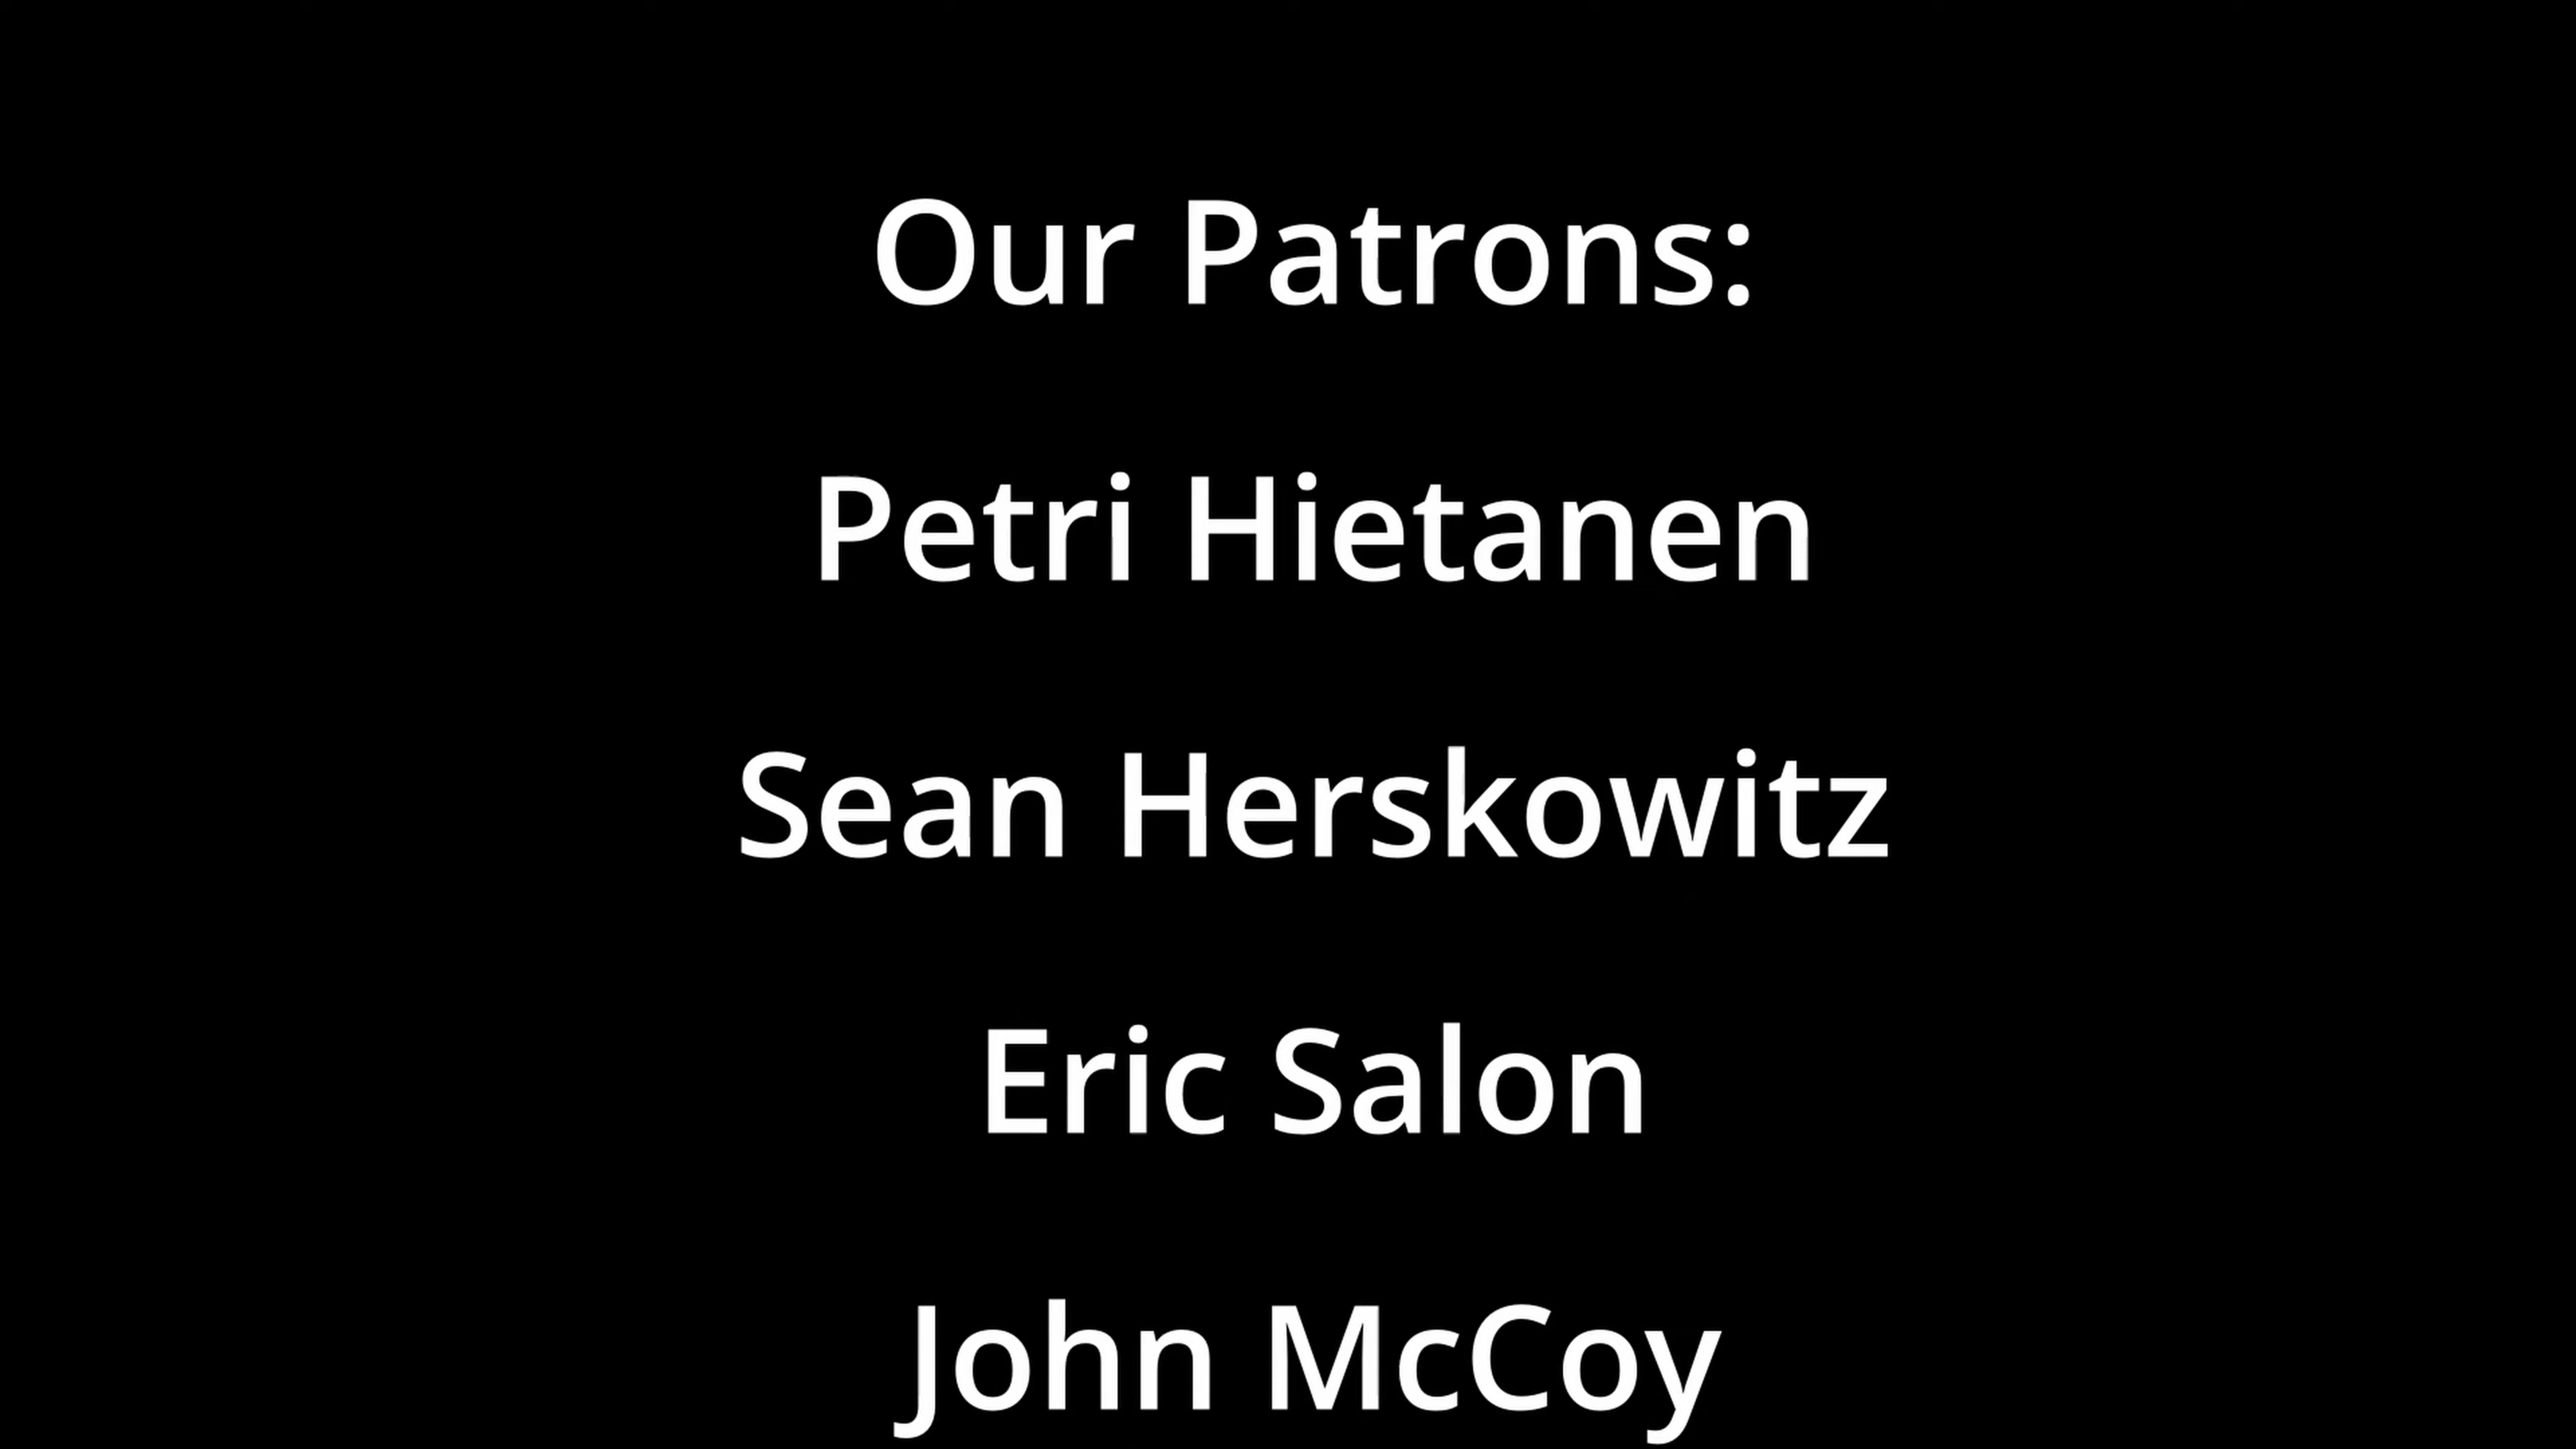 Our Patrons:
Petri Hietanen
Sean Herskowitz
Eric Salon
John McCoy